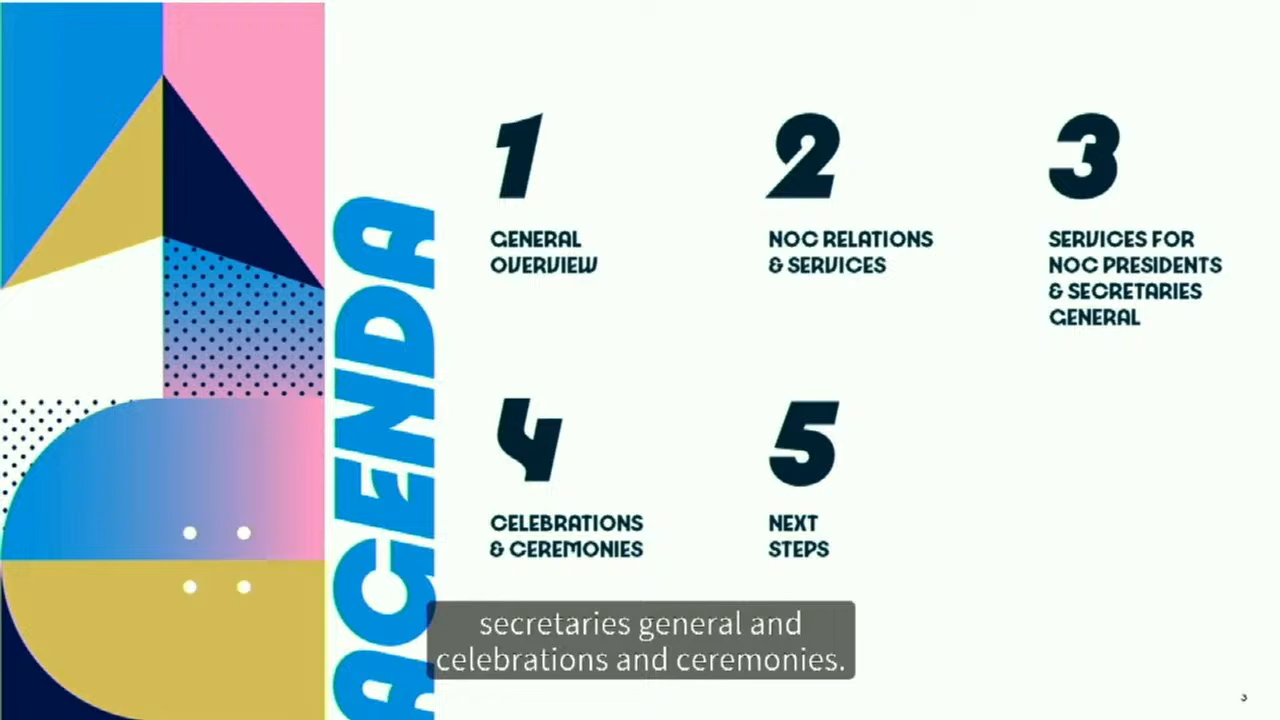 AGENDA
1
GENERAL
OVERVIEW
2
NOC RELATIONS
& SERVICES
3
SERVICES FOR
NOC PRESIDENTS
& SECRETARIES
GENERAL
4
CELEBRATIONS
& CEREMONIES
5
NEXT
STEPS
secretaries general and
celebrations and ceremonies.
3